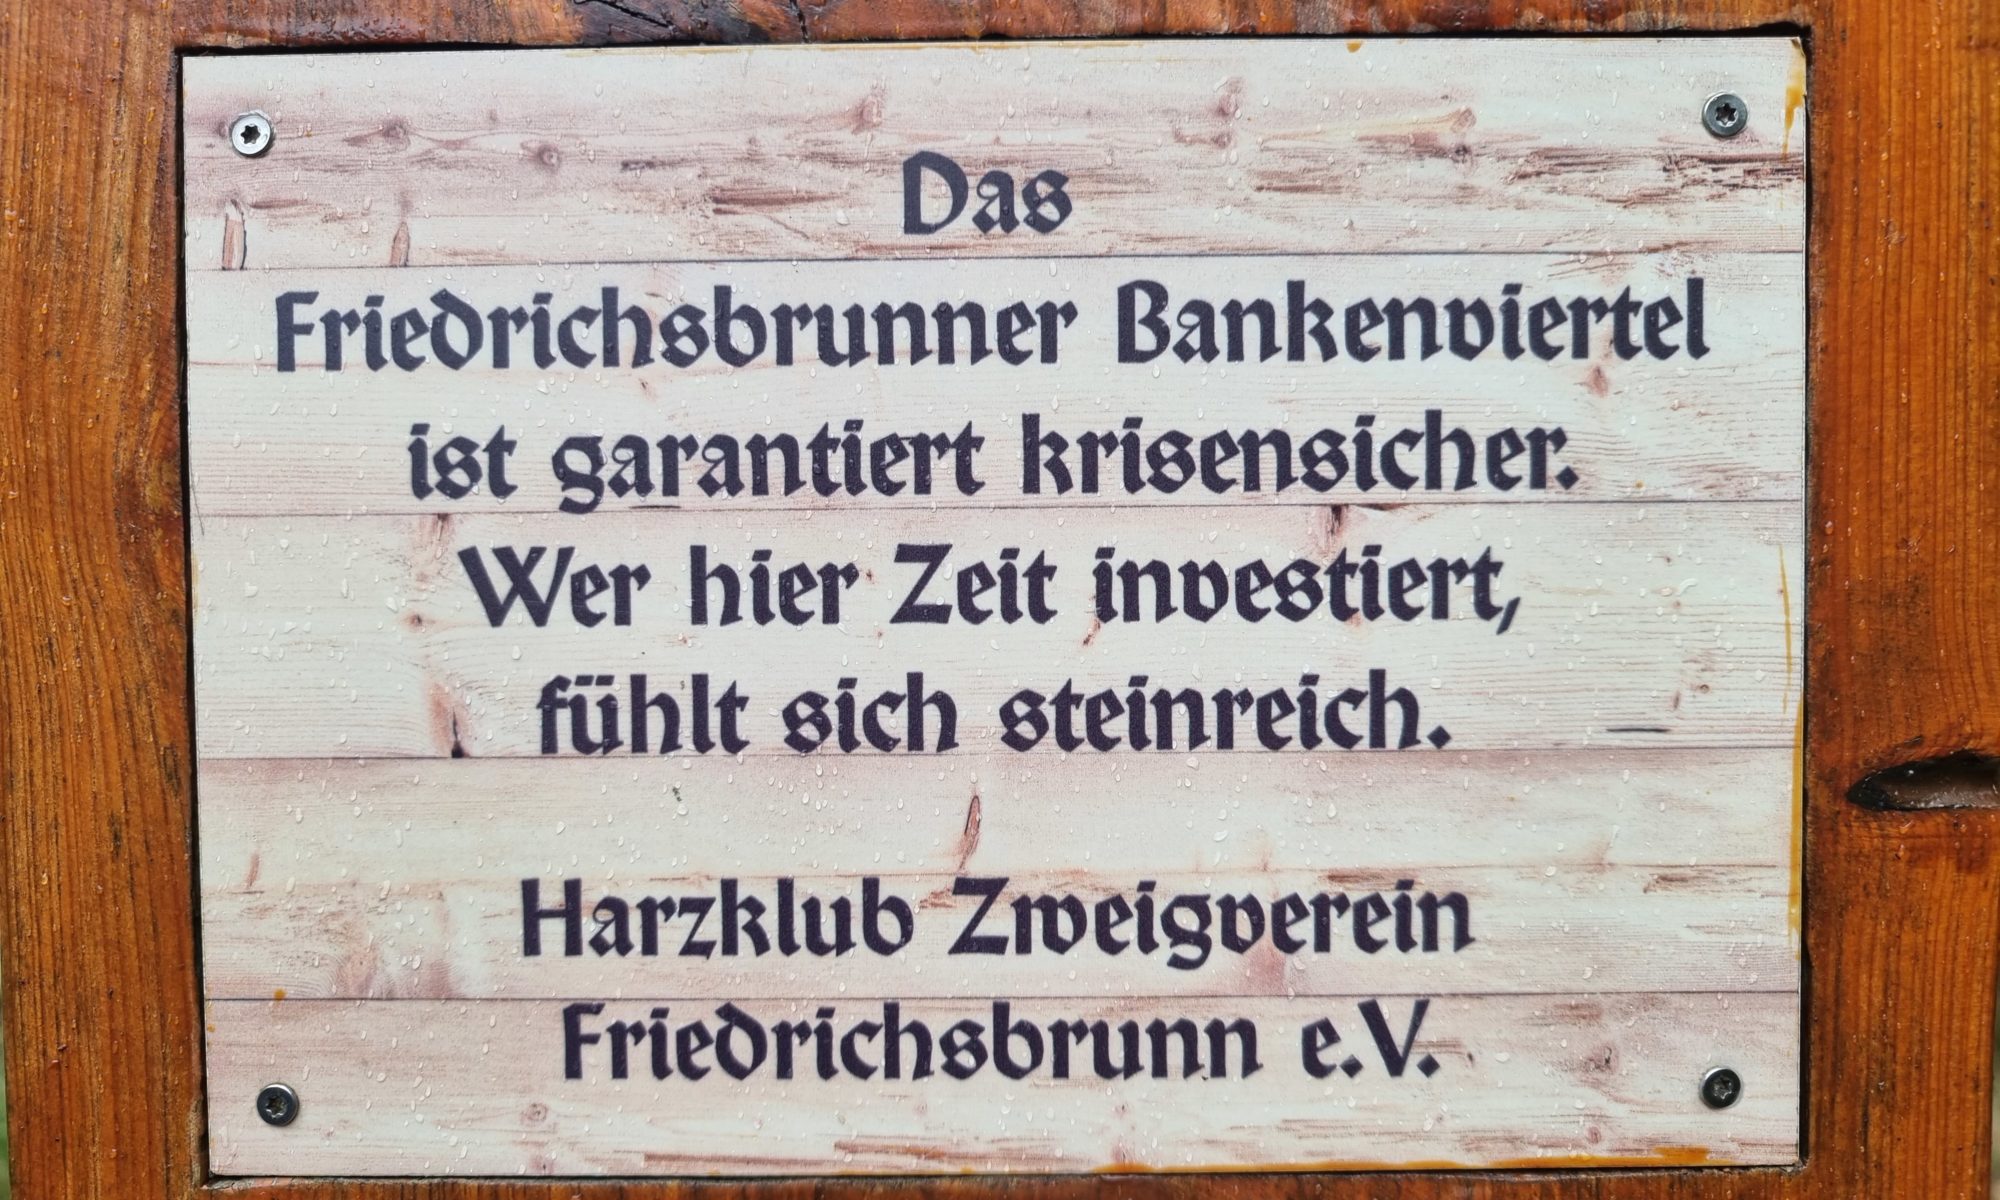 Das
Friedrichsbrunner Bankenviertel
ist garantiert krisensicher.
Wer hier Zeit investiert,
fühlt sich steinreich.
Harzklub Zweigverein
Friedrichsbrunn e.V.